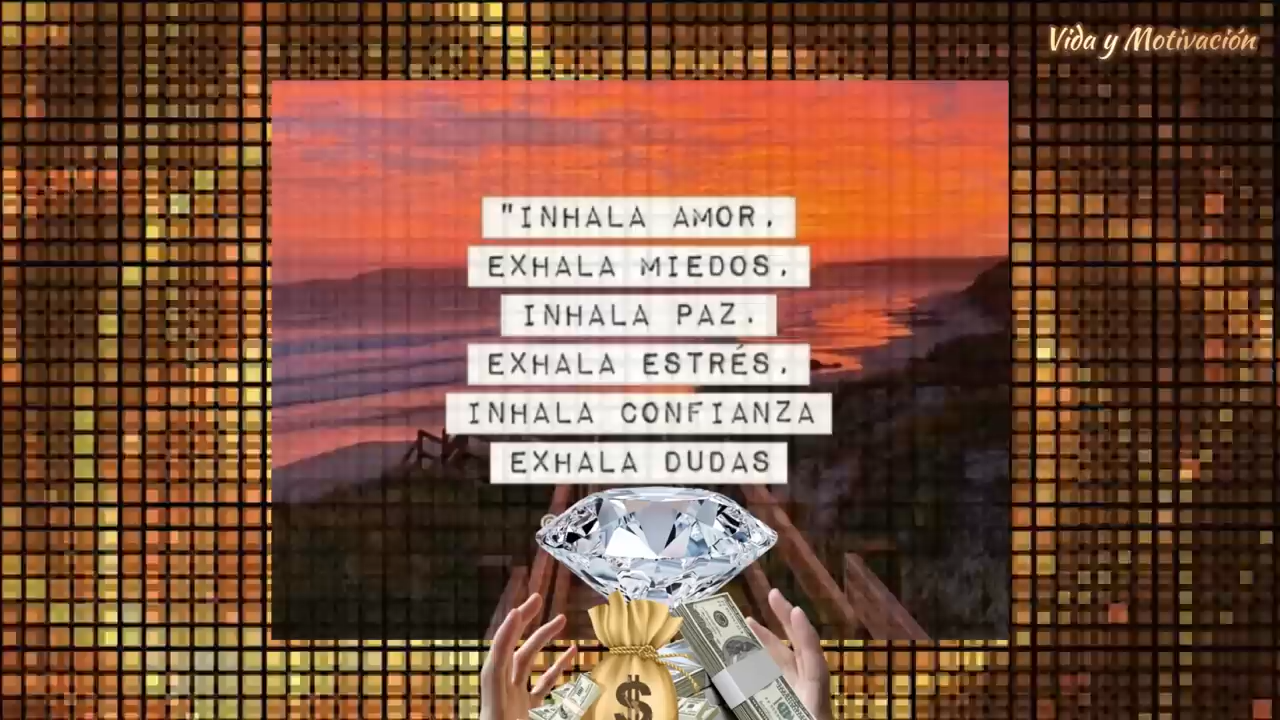 Vida y Motivación
"INHALA AMOR,
EXHALA MIEDOS,
INHALA PAZ.
EXHALA ESTRÉS,
INHALA CONFIANZA
EXHALA DUDAS
$